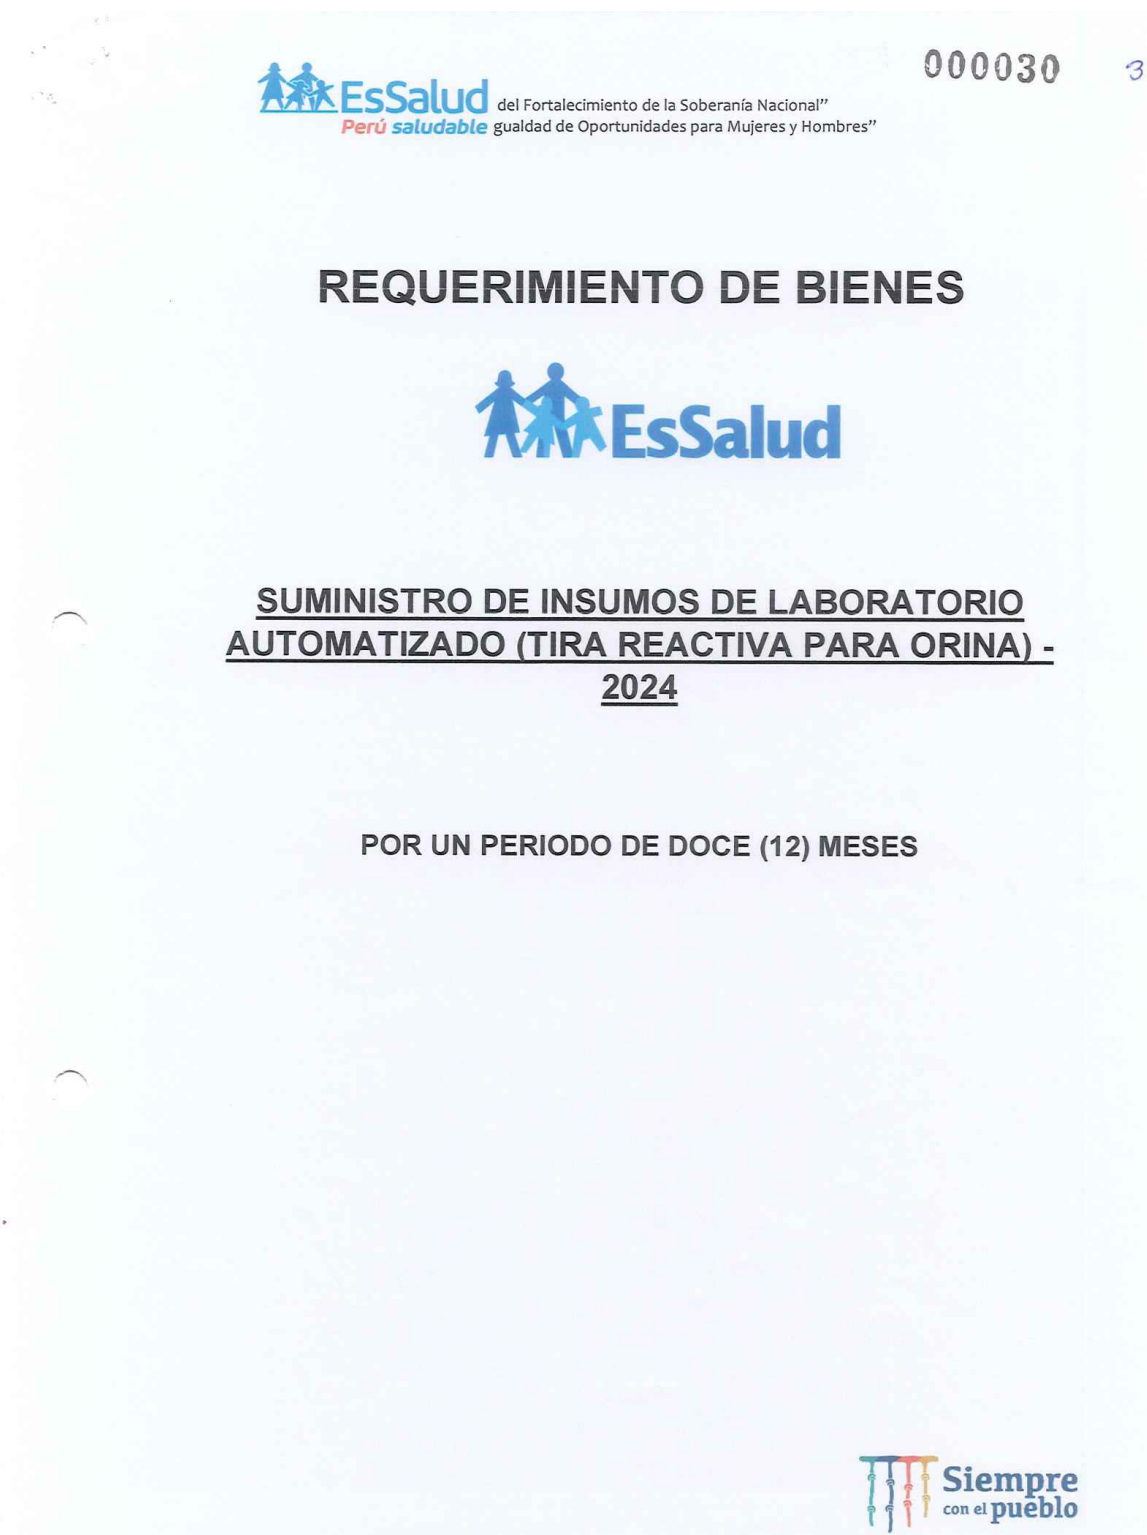 000030
3
EsSalud
Perú saludable
del Fortalecimiento de la Soberanía Nacional”
gualdad de Oportunidades para Mujeres y Hombres”
REQUERIMIENTO DE BIENES
EsSalud
SUMINISTRO DE INSUMOS DE LABORATORIO
AUTOMATIZADO (TIRA REACTIVA PARA ORINA) -
2024
POR UN PERIODO DE DOCE (12) MESES
Siempre
con el pueblo